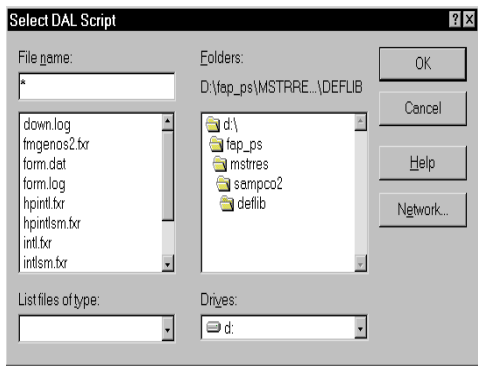 Select DAL Script
File name:
*
down.log
fmgenos2.fxr
form.dat
form.log
hpintl.fxr
hpintlsm.fxr
intl.fxr
intlsm.fxr
List files of type:
Folders:
D:\fap_ps\MSTRRE...\DEFLIB
d:\
fap_ps
mstrres
sampco2
deflib
Drives:
d:
OK
Cancel
Help
Network...